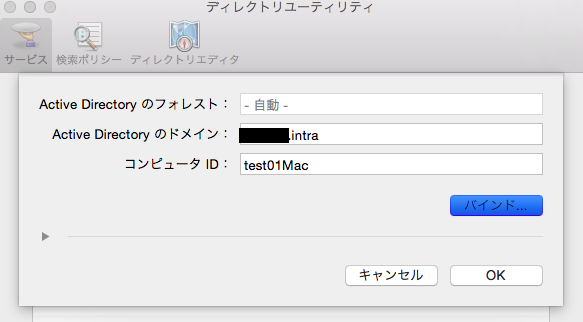 ディレクトリユーティリティ
サービス 検索ポリシー ディレクトリエディタ
Active Directory のフォレスト： - 自動 -
Active Directory のドメイン： .intra
コンピュータ ID： test01Mac
バインド...
キャンセル OK